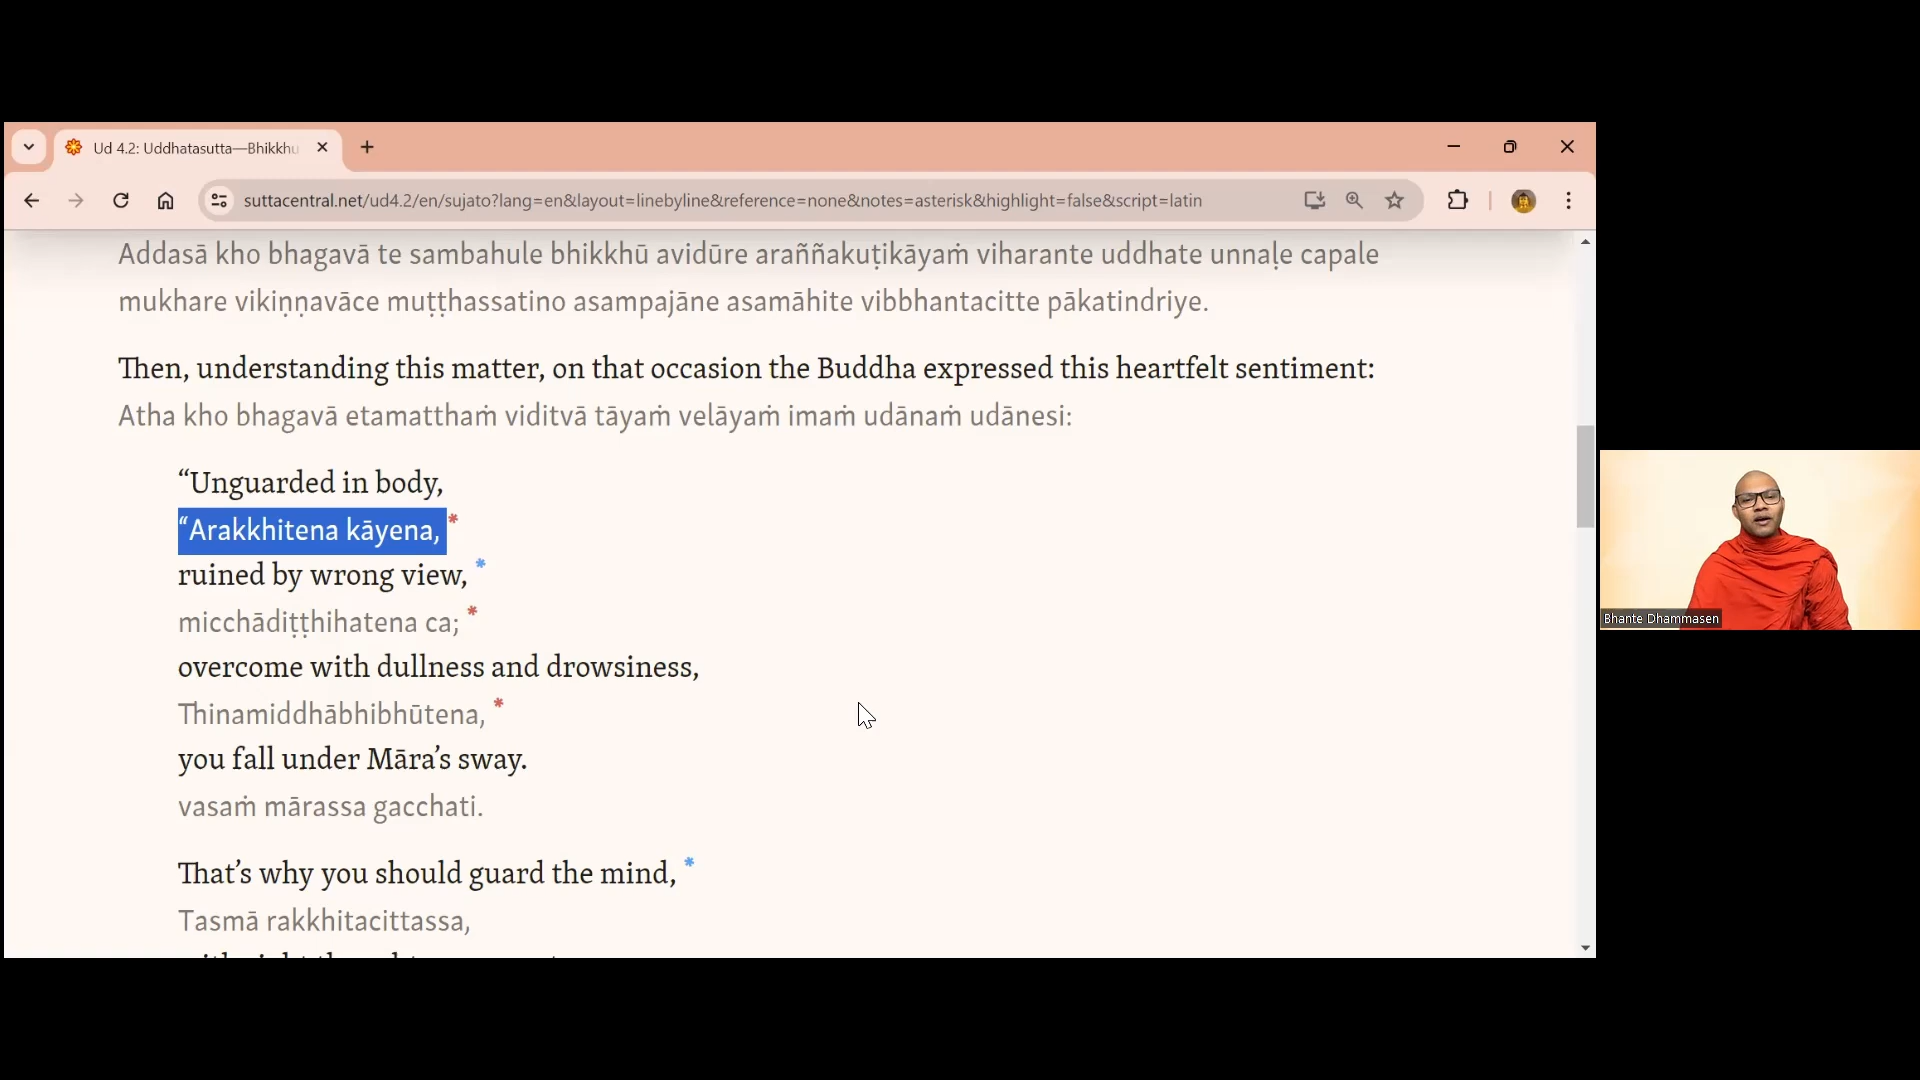 Ud 4.2: Uddhatasutta—Bhikkhu
suttacentral.net/ud4.2/en/sujato?lang=en&layout=linebyline&reference=none&notes=asterisk&highlight=false&script=latin
Addasā kho bhagavā te sambahule bhikkhū avidūre araññakuṭikāyaṁ viharante uddhate unnaḷe capale
mukhare vikiṇṇavāce muṭṭhassatino asampajāne asamāhite vibbhantacitte pākatindriye.
Then, understanding this matter, on that occasion the Buddha expressed this heartfelt sentiment:
Atha kho bhagavā etamatthaṁ viditvā tāyaṁ velāyaṁ imaṁ udānaṁ udānesi:
“Unguarded in body,
“Arakkhitena kāyena, *
ruined by wrong view, *
micchādiṭṭhihatena ca; *
overcome with dullness and drowsiness,
Thinamiddhābhibhūtena, *
you fall under Māra’s sway.
vasaṁ mārassa gacchati.
That’s why you should guard the mind, *
Tasmā rakkhitacittassa,
Bhante Dhammasen